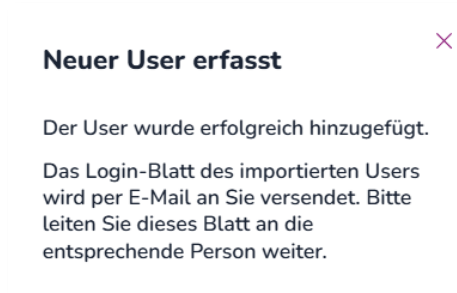 Neuer User erfasst
Der User wurde erfolgreich hinzugefügt.
Das Login-Blatt des importierten Users
wird per E-Mail an Sie versendet. Bitte
leiten Sie dieses Blatt an die
entsprechende Person weiter.